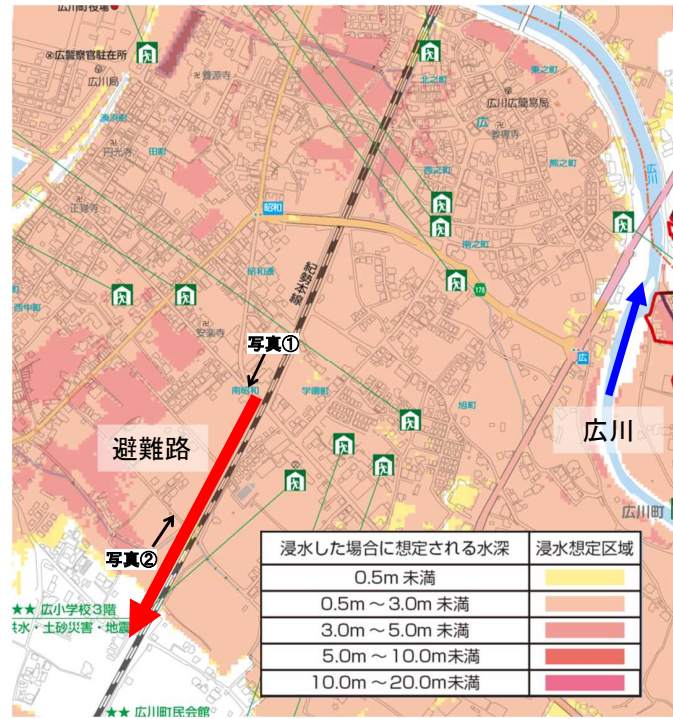 広川町役場
⊗広警察官駐在所
広川局
卍養源寺
湊浜町
卍
円光寺
田町
正覚寺
卍
北之町
東之町
広川広簡易局
広
卍
教専寺
熊之町
南之町
昭和
昭和通
紀勢本線
178
西中町
卍
安楽寺
写真①
南昭和
学園町
旭町
広
広川
避難路
写真②
広川町
★★ 広小学校3階
洪水・土砂災害・地震
★★ 広川町民会館
浸水した場合に想定される水深 浸水想定区域
0.5m 未満
0.5m ～ 3.0m 未満
3.0m ～ 5.0m 未満
5.0m ～ 10.0m未満
10.0m ～ 20.0m未満